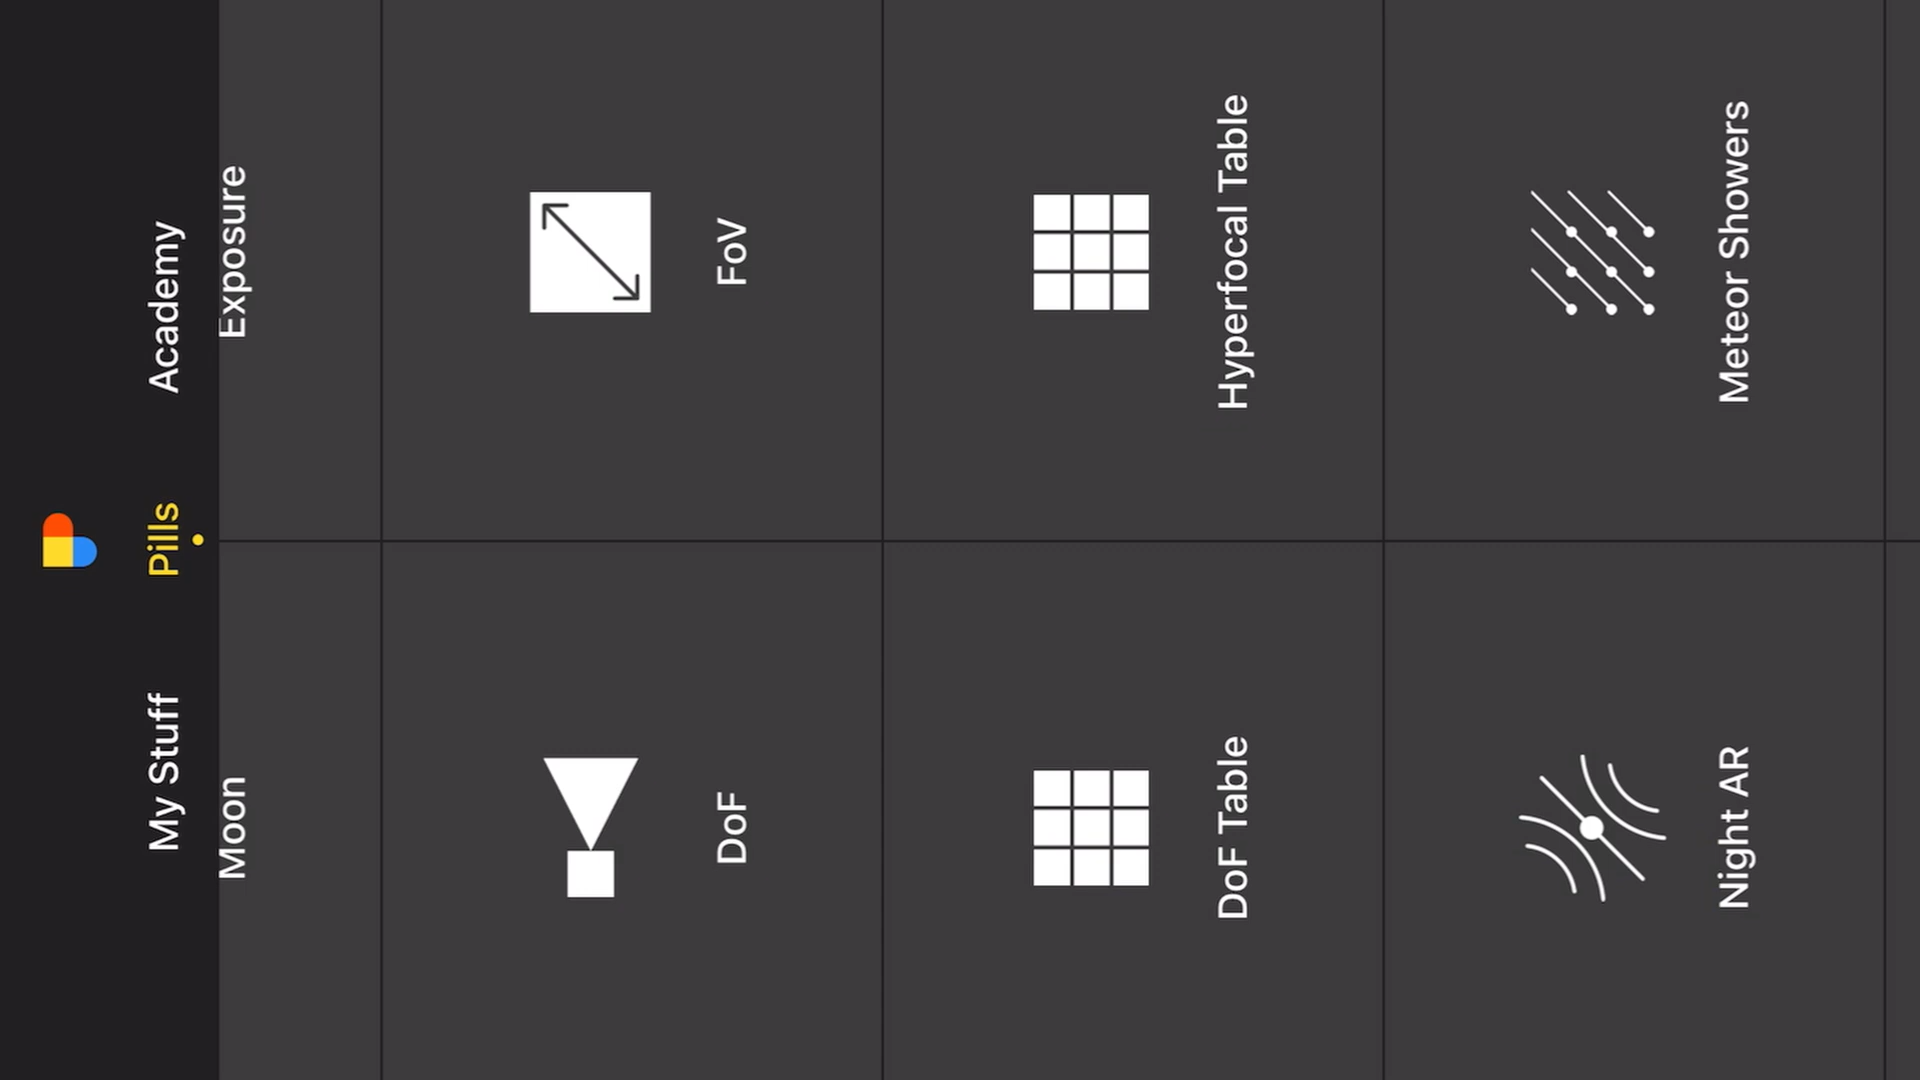 My Stuff
Pills
Academy
Moon
Exposure
DoF
FoV
DoF Table
Hyperfocal Table
Night AR
Meteor Showers